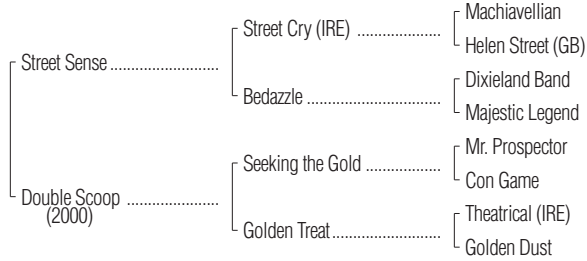 Machiavellian
Street Cry (IRE) ..................
Helen Street (GB)
Street Sense ........................
Dixieland Band
Bedazzle ..............................
Majestic Legend
Mr. Prospector
Seeking the Gold ................
Con Game
Double Scoop ....................
(2000)
Theatrical (IRE)
Golden Treat........................
Golden Dust